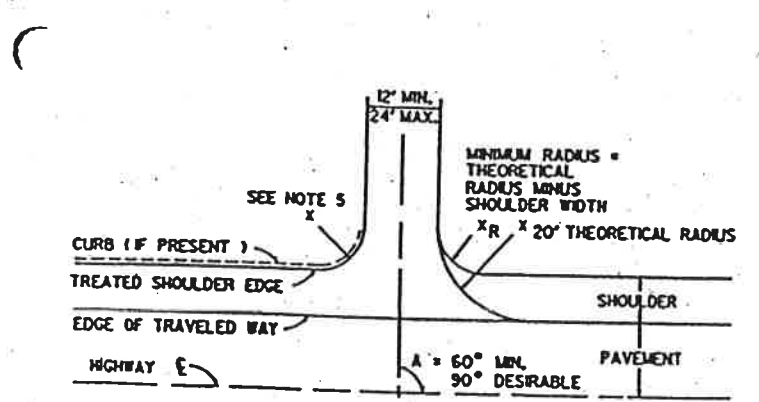 12' MIN.
24' MAX.
MINIMUM RADIUS =
THEORETICAL
RADIUS MINUS
SHOULDER WIDTH
SEE NOTE 5
X
X R
X 20' THEORETICAL RADIUS
CURB ( IF PRESENT )
TREATED SHOULDER EDGE
SHOULDER
EDGE OF TRAVELED WAY
HIGHWAY ℄
A = 60° MIN.
90° DESIRABLE
PAVEMENT